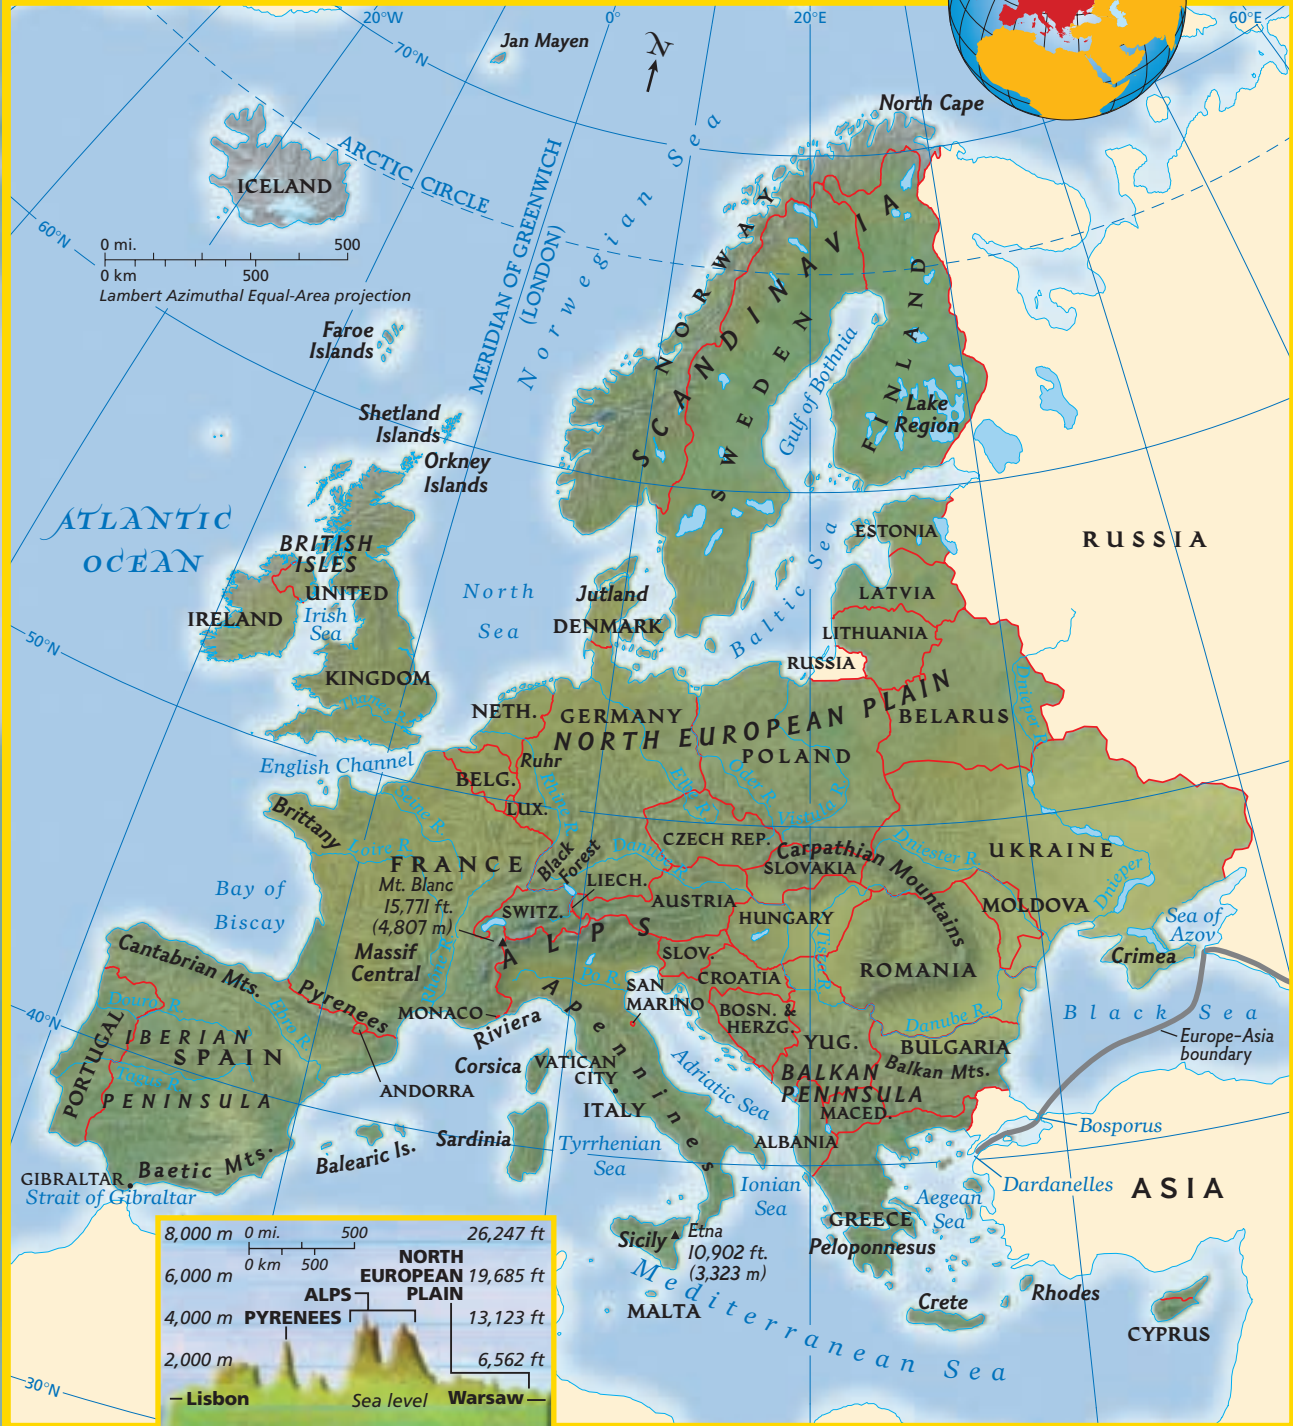 20°W
0°
20°E
60°E
Jan Mayen
70°N
N
North Cape
ARCTIC CIRCLE
ICELAND
MERIDIAN OF GREENWICH
(LONDON)
Norwegian Sea
60°N
0 mi. 500
0 km 500
Lambert Azimuthal Equal-Area projection
NORWAY
SCANDINAVIA
SWEDEN
FINLAND
Gulf of Bothnia
Lake
Region
Faroe
Islands
Shetland
Islands
Orkney
Islands
ATLANTIC
OCEAN
BRITISH
ISLES
UNITED
KINGDOM
IRELAND
Irish
Sea
Thames R.
North
Sea
Jutland
DENMARK
Baltic Sea
ESTONIA
LATVIA
LITHUANIA
RUSSIA
RUSSIA
50°N
English Channel
NETH.
GERMANY
NORTH EUROPEAN PLAIN
POLAND
BELARUS
Dnieper R.
BELG.
Ruhr
LUX.
Rhine R.
Elbe R.
Oder R.
Vistula R.
Brittany
Seine R.
Loire R.
FRANCE
Black
Forest
Danube R.
CZECH REP.
Carpathian Mountains
SLOVAKIA
Dniester R.
UKRAINE
Dnieper
Mt. Blanc
15,771 ft.
(4,807 m)
LIECH.
SWITZ.
AUSTRIA
HUNGARY
MOLDOVA
Bay of
Biscay
Massif
Central
Rhône R.
ALPS
SLOV.
CROATIA
Tisza R.
ROMANIA
Sea of
Azov
Crimea
Cantabrian Mts.
Pyrenees
MONACO
Riviera
Po R.
SAN
MARINO
BOSN. &
HERZG.
YUG.
Danube R.
Black Sea
Europe–Asia
boundary
40°N
Douro R.
Ebro R.
PORTUGAL
IBERIAN
SPAIN
PENINSULA
Tagus R.
ANDORRA
Corsica
Apennines
VATICAN
CITY
ITALY
Adriatic Sea
BULGARIA
Balkan Mts.
BALKAN
PENINSULA
MACED.
ALBANIA
Bosporus
Baetic Mts.
Balearic Is.
Sardinia
Tyrrhenian
Sea
Ionian
Sea
Aegean
Sea
Dardanelles
ASIA
GIBRALTAR
Strait of Gibraltar
Sicily
Etna
10,902 ft.
(3,323 m)
GREECE
Peloponnesus
Mediterranean Sea
MALTA
Crete
Rhodes
CYPRUS
30°N
8,000 m 0 mi. 500 26,247 ft
0 km 500
NORTH
EUROPEAN
PLAIN
6,000 m 19,685 ft
ALPS
4,000 m PYRENEES 13,123 ft
2,000 m 6,562 ft
Lisbon Sea level Warsaw